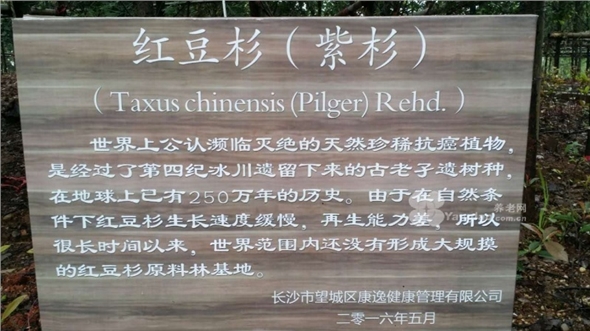 红豆杉（紫杉）
（Taxus chinensis (Pilger) Rehd.）
世界上公认濒临灭绝的天然珍稀抗癌植物，
是经过了第四纪冰川遗留下来的古老孑遗树种，
在地球上已有250万年的历史。由于在自然条
件下红豆杉生长速度缓慢，再生能力差，所以
很长时间以来，世界范围内还没有形成大规摸
的红豆杉原料林基地。
长沙市望城区康逸健康管理有限公司
二零一六年五月
养老网